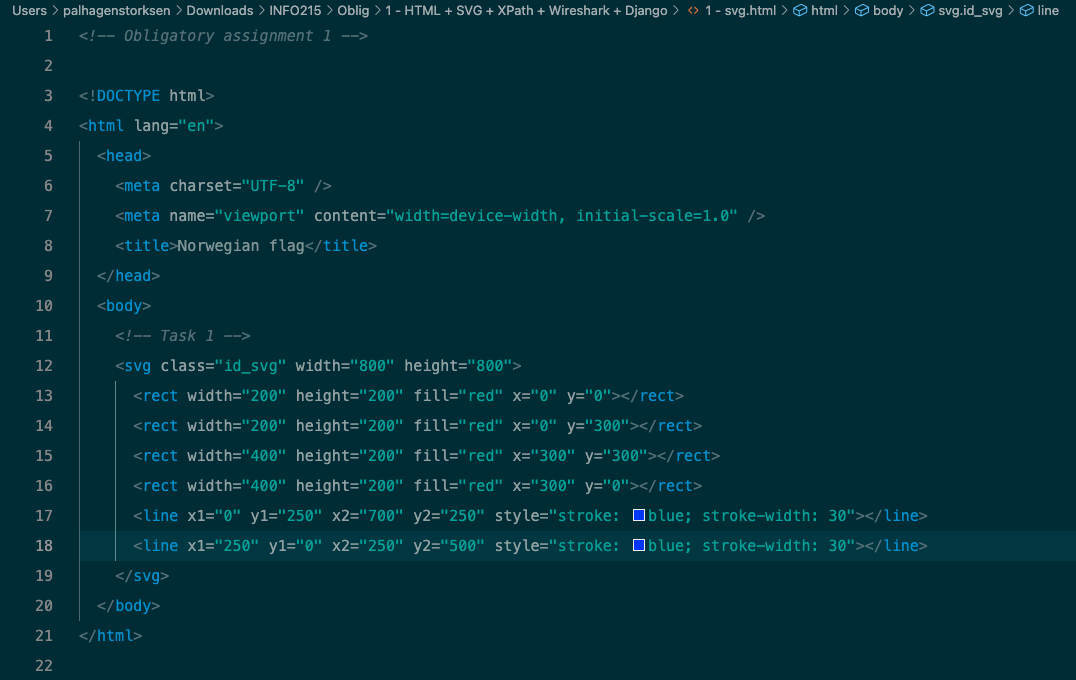 Users > palhagenstorksen > Downloads > INFO215 > Oblig > 1 - HTML + SVG + XPath + Wireshark + Django > <> 1 - svg.html > html > body > svg.id_svg > line
1 <!-- Obligatory assignment 1 -->
2
3 <!DOCTYPE html>
4 <html lang="en">
5 <head>
6 <meta charset="UTF-8" />
7 <meta name="viewport" content="width=device-width, initial-scale=1.0" />
8 <title>Norwegian flag</title>
9 </head>
10 <body>
11 <!-- Task 1 -->
12 <svg class="id_svg" width="800" height="800">
13 <rect width="200" height="200" fill="red" x="0" y="0"></rect>
14 <rect width="200" height="200" fill="red" x="0" y="300"></rect>
15 <rect width="400" height="200" fill="red" x="300" y="300"></rect>
16 <rect width="400" height="200" fill="red" x="300" y="0"></rect>
17 <line x1="0" y1="250" x2="700" y2="250" style="stroke: blue; stroke-width: 30"></line>
18 <line x1="250" y1="0" x2="250" y2="500" style="stroke: blue; stroke-width: 30"></line>
19 </svg>
20 </body>
21 </html>
22